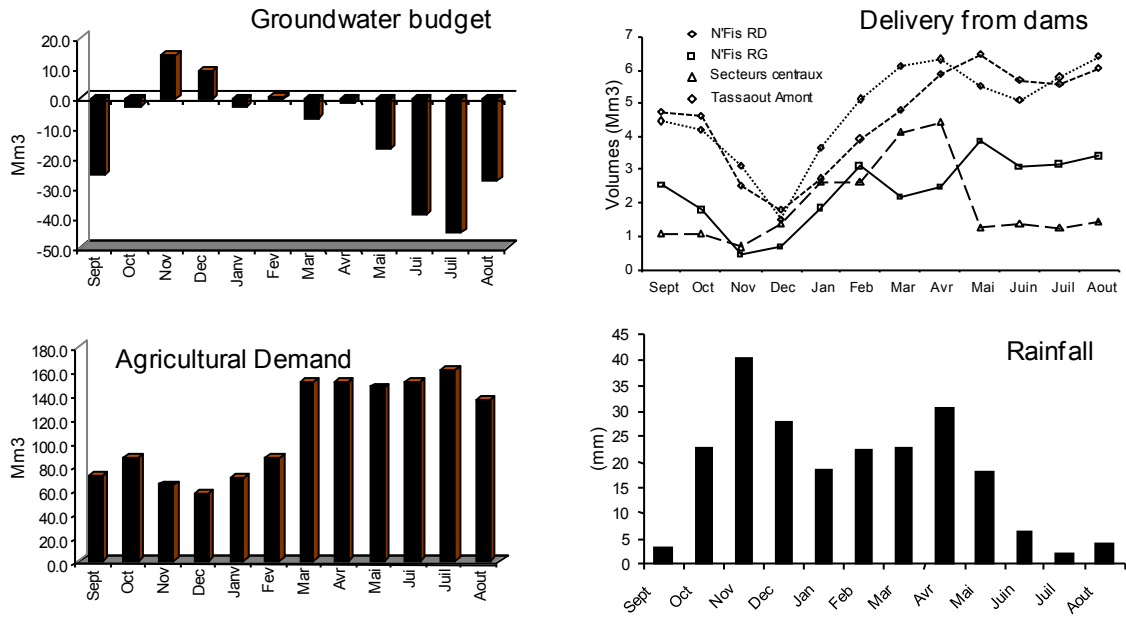 Groundwater budget
20.0
10.0
0.0
-10.0
-20.0
-30.0
-40.0
-50.0
Mm3
Sept
Oct
Nov
Dec
Janv
Fev
Mar
Avr
Mai
Jui
Juil
Aout
Delivery from dams
N'Fis RD
N'Fis RG
Secteurs centraux
Tassaout Amont
7
6
5
4
3
2
1
0
Volumes (Mm3)
Sept Oct Nov Dec Jan Feb Mar Avr Mai Juin Juil Aout
Agricultural Demand
180.0
160.0
140.0
120.0
100.0
80.0
60.0
40.0
20.0
0.0
Mm3
Sept
Oct
Nov
Dec
Janv
Fev
Mar
Avr
Mai
Jui
Juil
Aout
Rainfall
45
40
35
30
25
20
15
10
5
0
(mm)
Sept
Oct
Nov
Dec
Jan
Feb
Mar
Avr
Mai
Juin
Juil
Aout